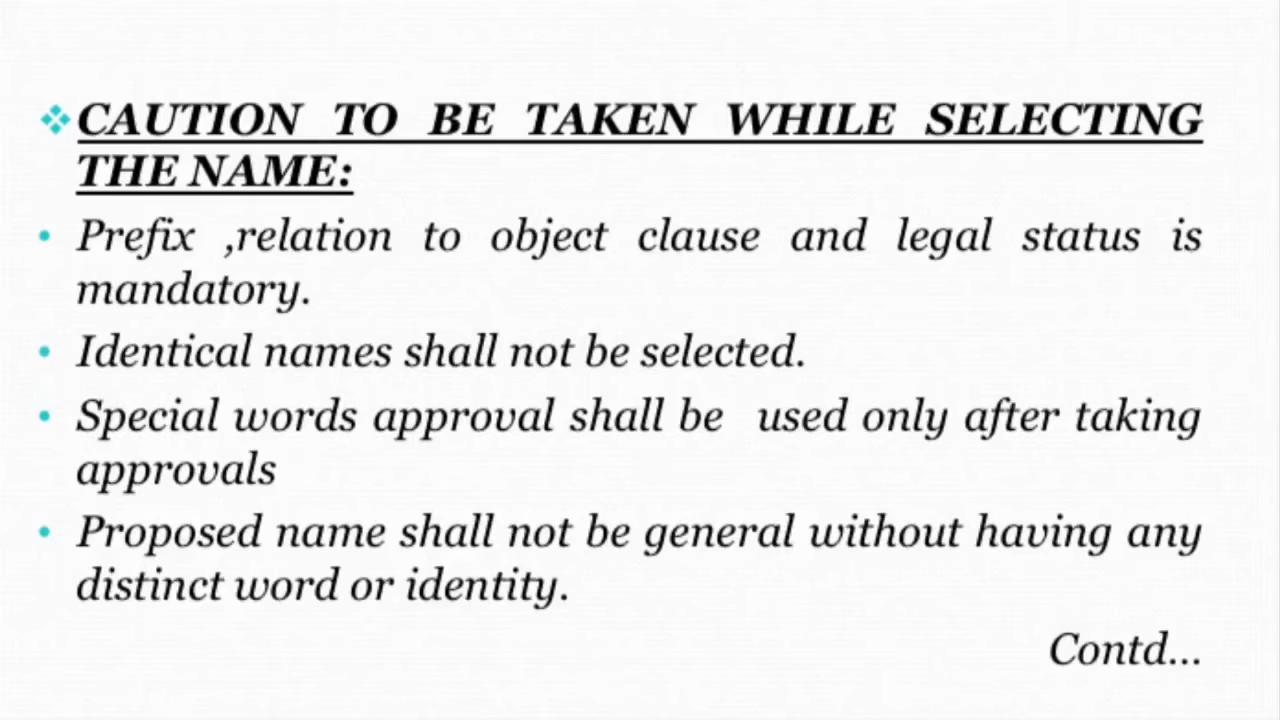 CAUTION TO BE TAKEN WHILE SELECTING
THE NAME:
Prefix ,relation to object clause and legal status is
mandatory.
Identical names shall not be selected.
Special words approval shall be used only after taking
approvals
Proposed name shall not be general without having any
distinct word or identity.
Contd...